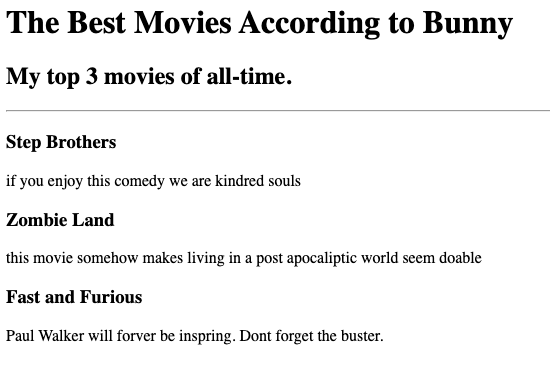 The Best Movies According to Bunny
My top 3 movies of all-time.
Step Brothers
if you enjoy this comedy we are kindred souls
Zombie Land
this movie somehow makes living in a post apocaliptic world seem doable
Fast and Furious
Paul Walker will forver be inspring. Dont forget the buster.